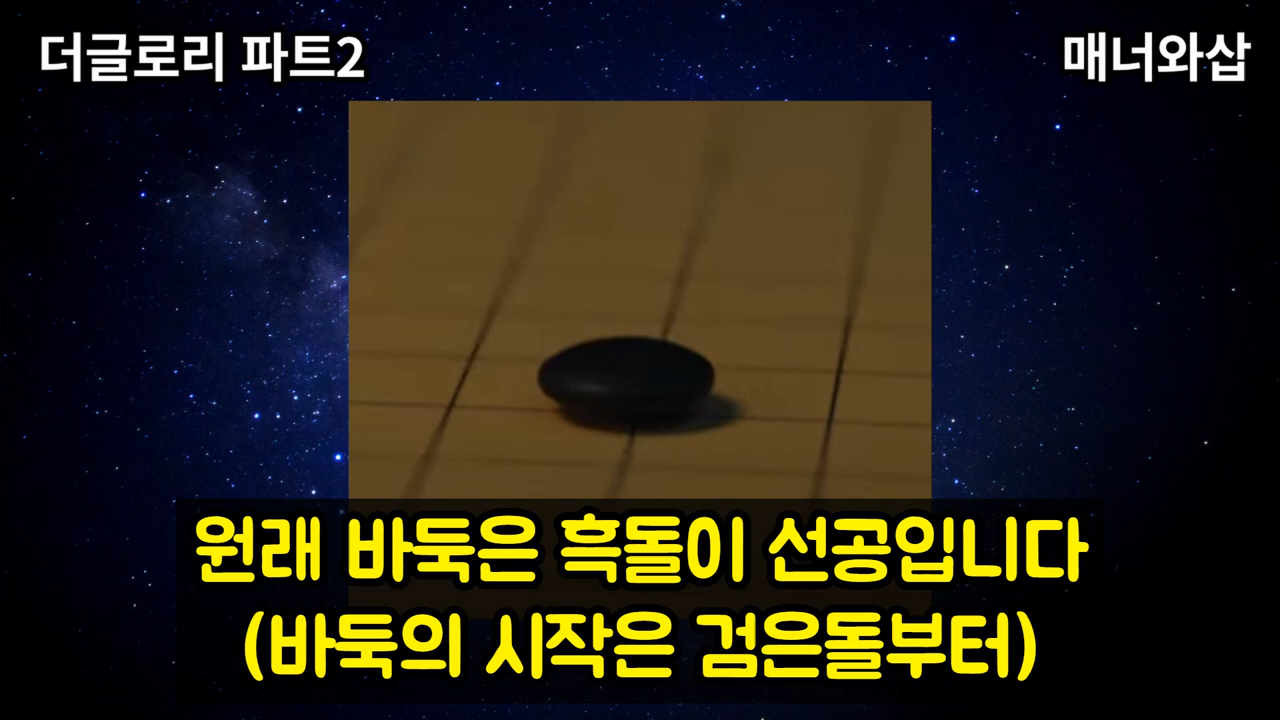 더글로리 파트2
매너와삽
원래 바둑은 흑돌이 선공입니다
(바둑의 시작은 검은돌부터)